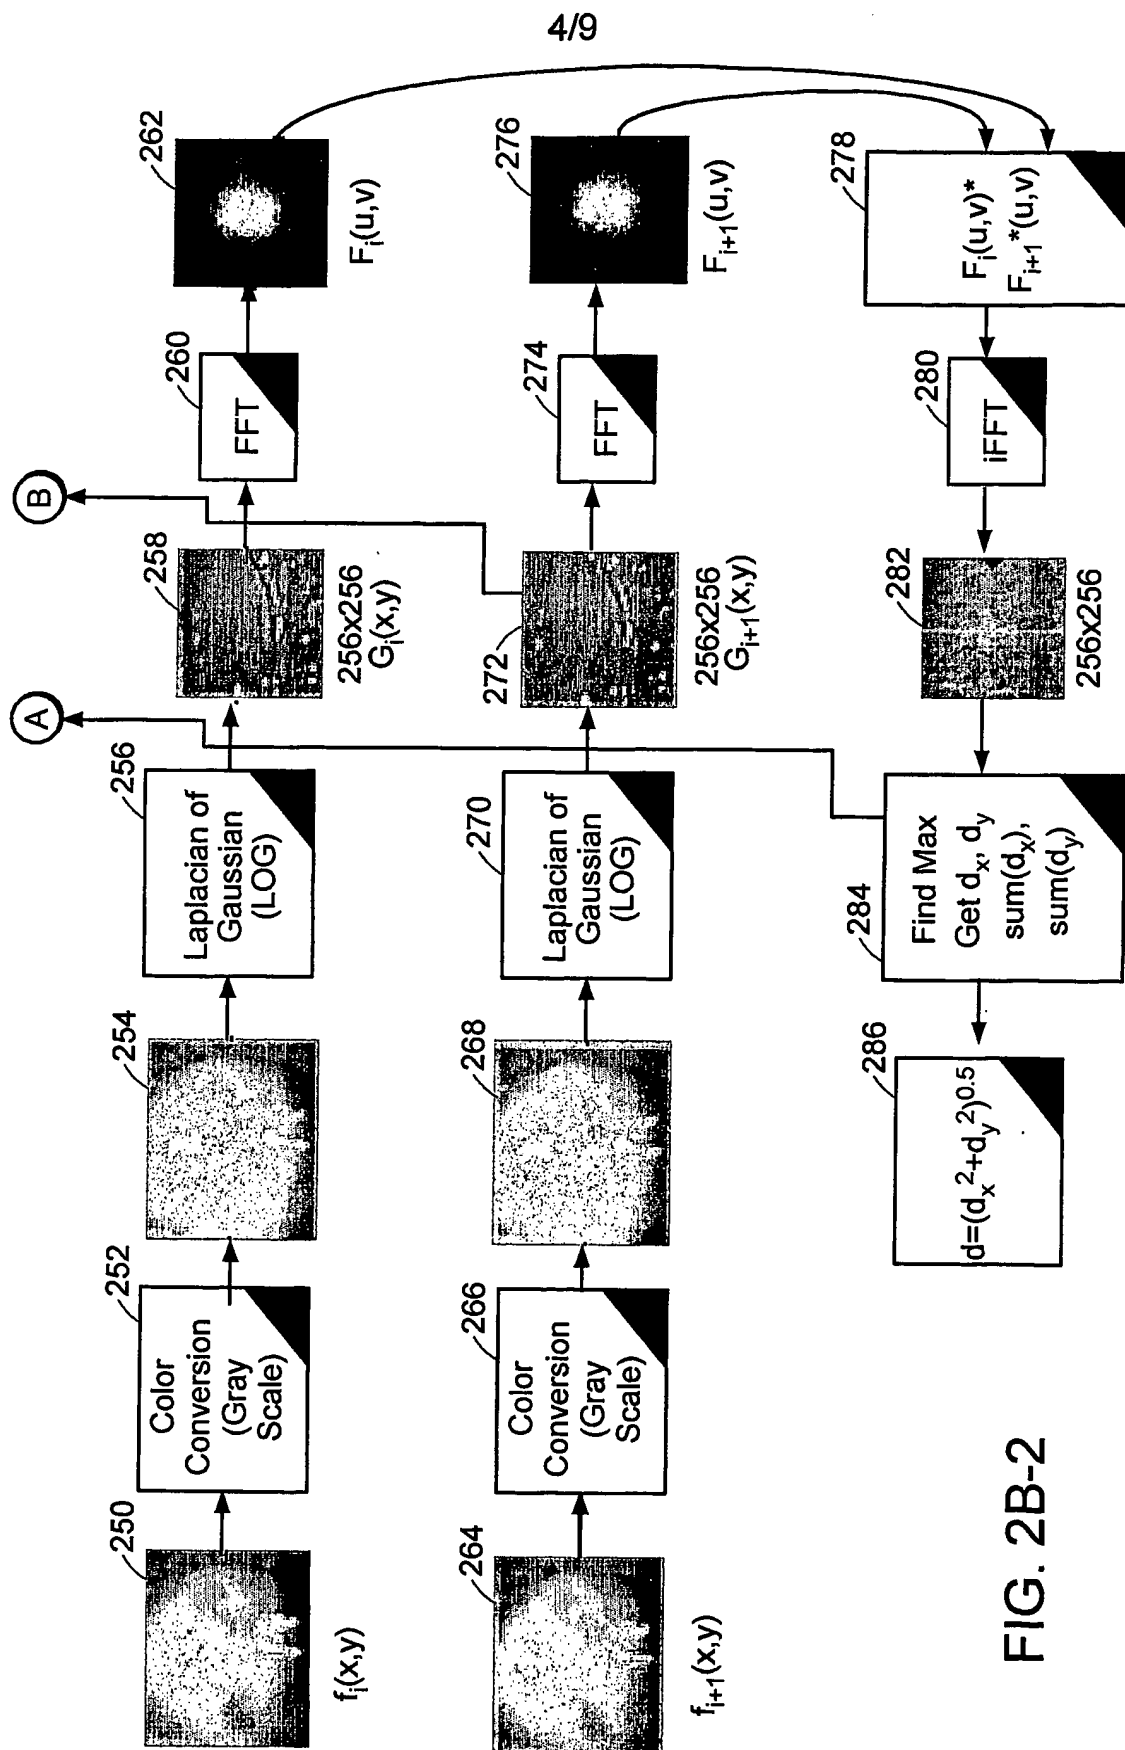 4/9
A
B
250
252
254
256
258
260
262
Color
Conversion
(Gray
Scale)
Laplacian of
Gaussian
(LOG)
FFT
f_i(x,y)
256x256
G_i(x,y)
F_i(u,v)
264
266
268
270
272
274
276
Color
Conversion
(Gray
Scale)
Laplacian of
Gaussian
(LOG)
FFT
f_{i+1}(x,y)
256x256
G_{i+1}(x,y)
F_{i+1}(u,v)
286
284
282
280
278
d=(d_x^2+d_y^2)^{0.5}
Find Max
Get d_x, d_y
sum(d_x),
sum(d_y)
256x256
iFFT
F_i(u,v)*
F_{i+1}*(u,v)
FIG. 2B-2